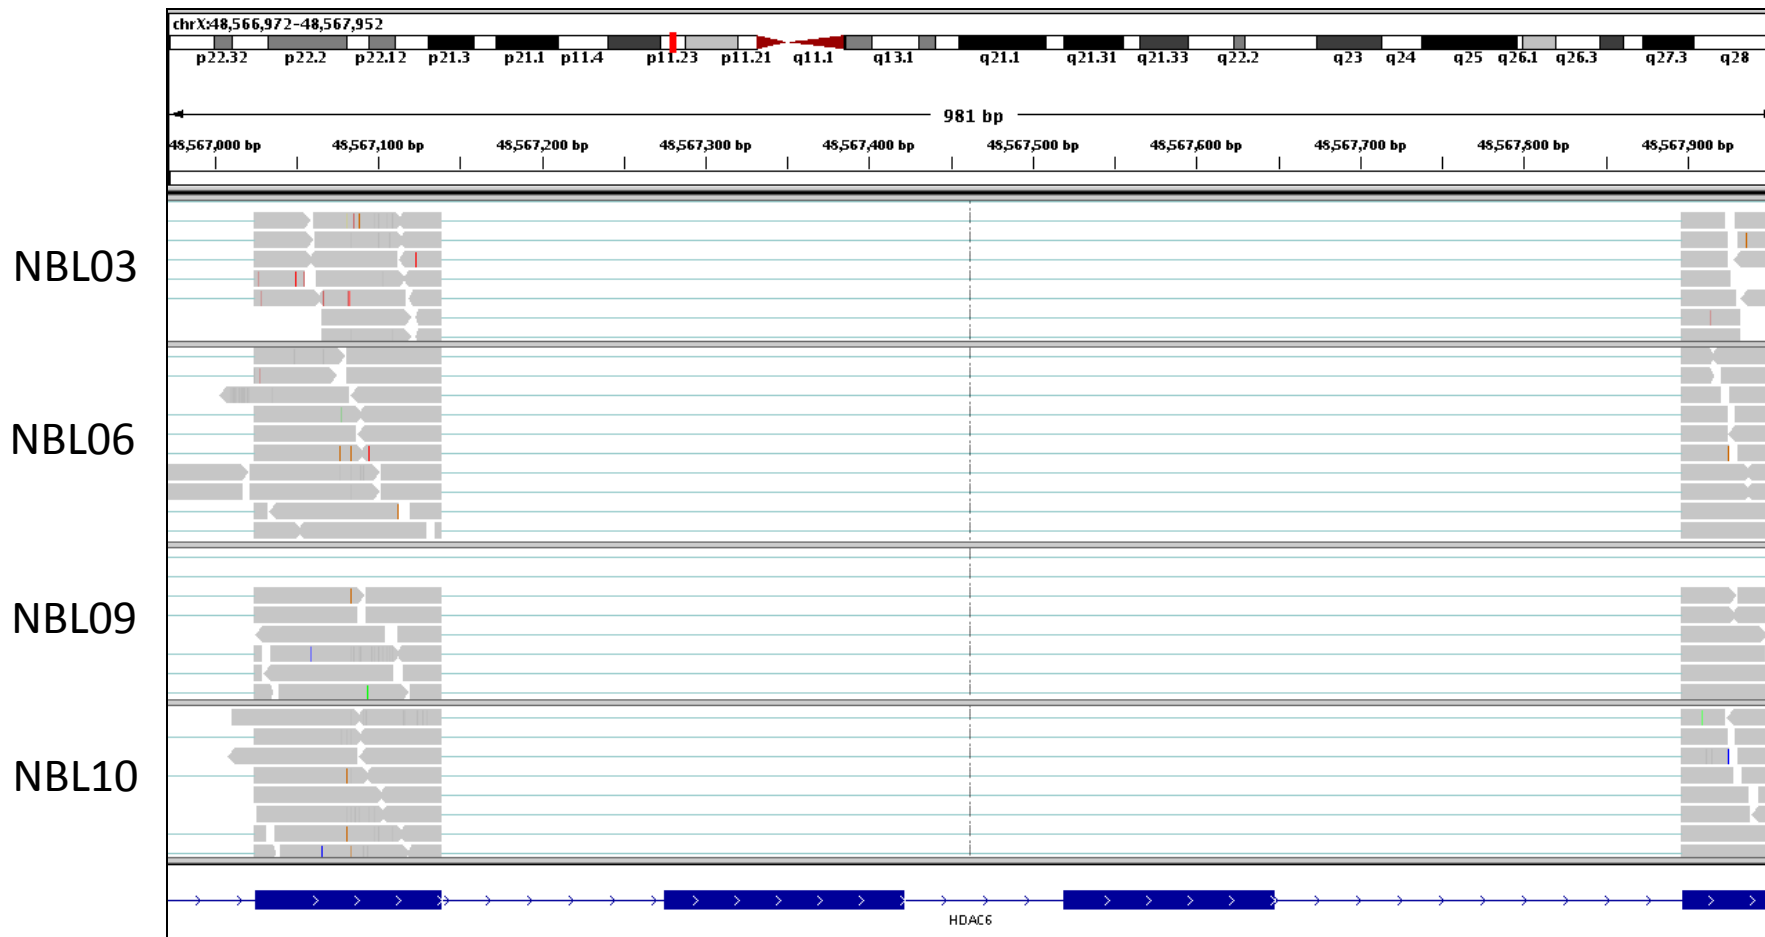 chrX:48,566,972-48,567,952
p22.32 p22.2 p22.12 p21.3 p21.1 p11.4 p11.23 p11.21 q11.1 q13.1 q21.1 q21.31 q21.33 q22.2 q23 q24 q25 q26.1 q26.3 q27.3 q28
981 bp
48,567,000 bp 48,567,100 bp 48,567,200 bp 48,567,300 bp 48,567,400 bp 48,567,500 bp 48,567,600 bp 48,567,700 bp 48,567,800 bp 48,567,900 bp
NBL03
NBL06
NBL09
NBL10
HDAC6